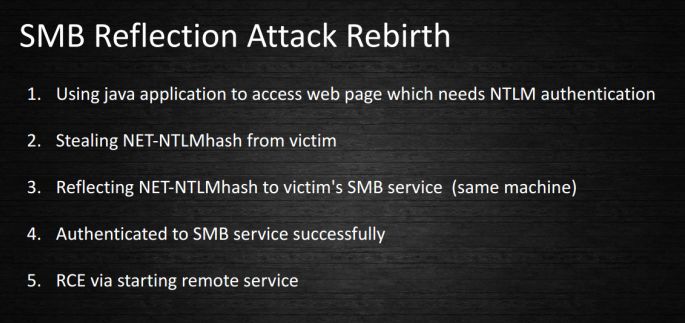 SMB Reflection Attack Rebirth
1. Using java application to access web page which needs NTLM authentication
2. Stealing NET-NTLMhash from victim
3. Reflecting NET-NTLMhash to victim's SMB service (same machine)
4. Authenticated to SMB service successfully
5. RCE via starting remote service